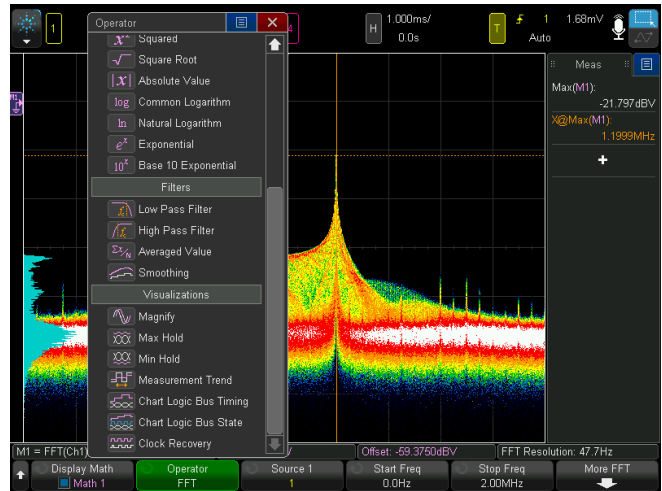 1
Operator
4
H
1.000ms/
0.0s
T
1
1.68mV
Auto
x² Squared
√ Square Root
|x| Absolute Value
log Common Logarithm
ln Natural Logarithm
eˣ Exponential
10ˣ Base 10 Exponential
Filters
Low Pass Filter
High Pass Filter
Σx/N Averaged Value
Smoothing
Visualizations
Magnify
Max Hold
Min Hold
Measurement Trend
Chart Logic Bus Timing
Chart Logic Bus State
Clock Recovery
M1
Meas
Max(M1):
-21.797dBV
X@Max(M1):
1.1999MHz
+
M1 = FFT(Ch1)
Offset: -59.3750dBV
FFT Resolution: 47.7Hz
Display Math
Math 1
Operator
FFT
Source 1
1
Start Freq
0.0Hz
Stop Freq
2.00MHz
More FFT